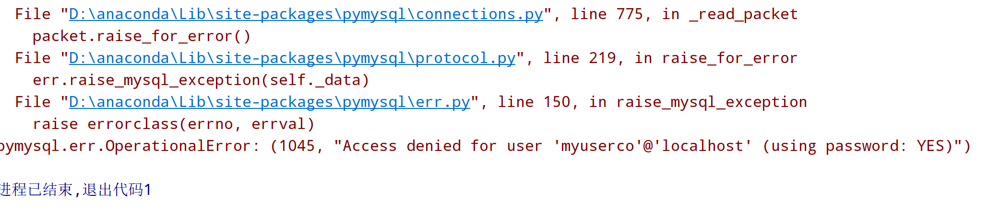 File "D:\anaconda\Lib\site-packages\pymysql\connections.py", line 775, in _read_packet
packet.raise_for_error()
File "D:\anaconda\Lib\site-packages\pymysql\protocol.py", line 219, in raise_for_error
err.raise_mysql_exception(self._data)
File "D:\anaconda\Lib\site-packages\pymysql\err.py", line 150, in raise_mysql_exception
raise errorclass(errno, errval)
pymysql.err.OperationalError: (1045, "Access denied for user 'myuserco'@'localhost' (using password: YES)")
进程已结束,退出代码1